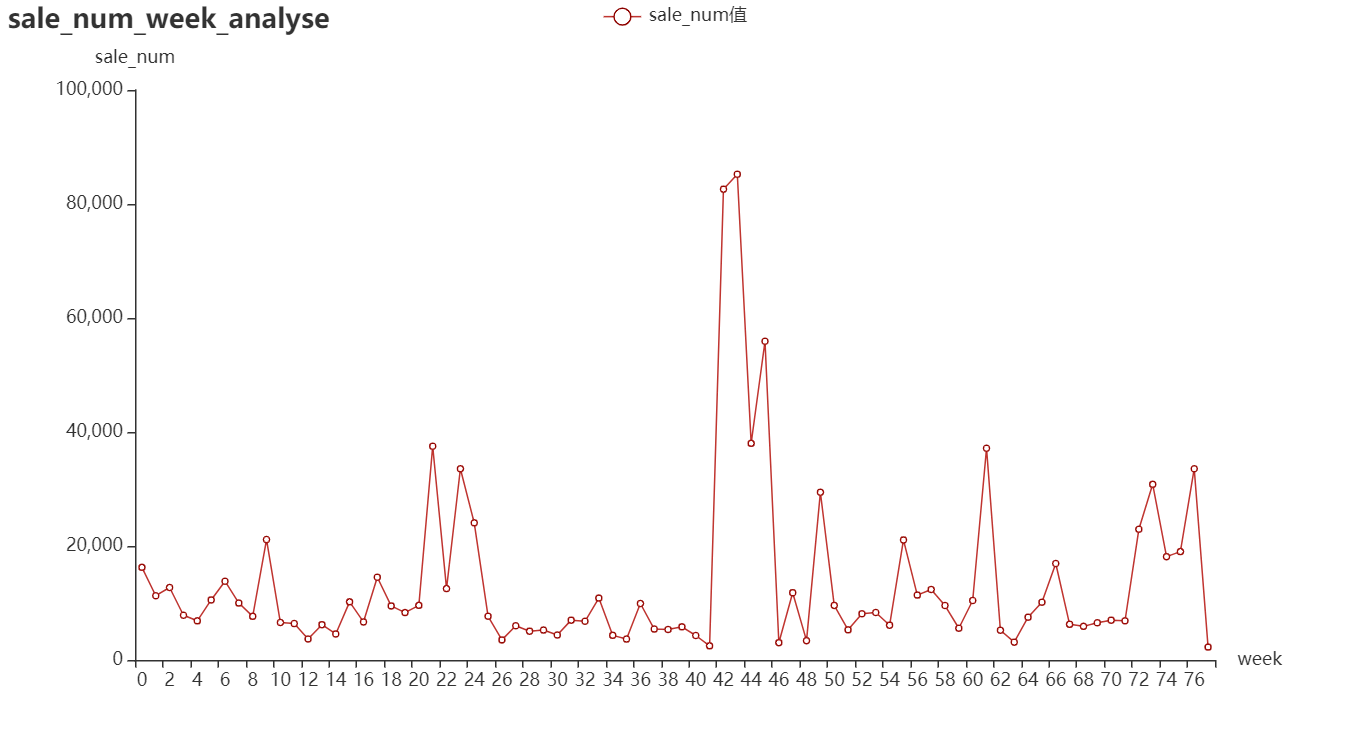 sale_num_week_analyse
sale_num值
sale_num
100,000
80,000
60,000
40,000
20,000
0
week
0 2 4 6 8 10 12 14 16 18 20 22 24 26 28 30 32 34 36 38 40 42 44 46 48 50 52 54 56 58 60 62 64 66 68 70 72 74 76